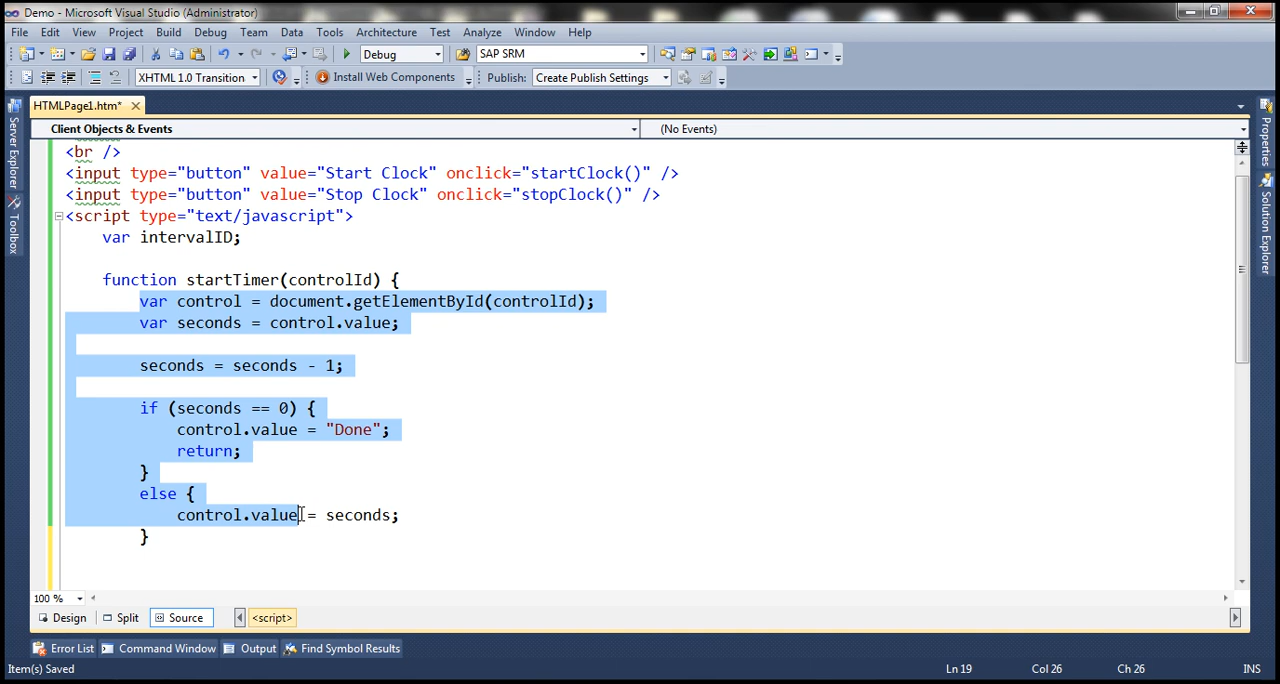 Demo - Microsoft Visual Studio (Administrator)
File Edit View Project Build Debug Team Data Tools Architecture Test Analyze Window Help
Debug SAP SRM
XHTML 1.0 Transition Install Web Components Publish: Create Publish Settings
HTMLPage1.htm*
Client Objects & Events (No Events)
Server Explorer
Toolbox
Properties
Solution Explorer
<br />
<input type="button" value="Start Clock" onclick="startClock()" />
<input type="button" value="Stop Clock" onclick="stopClock()" />
<script type="text/javascript">
var intervalID;
function startTimer(controlId) {
var control = document.getElementById(controlId);
var seconds = control.value;
seconds = seconds - 1;
if (seconds == 0) {
control.value = "Done";
return;
}
else {
control.value = seconds;
}
100 %
Design Split Source <script>
Error List Command Window Output Find Symbol Results
Item(s) Saved Ln 19 Col 26 Ch 26 INS